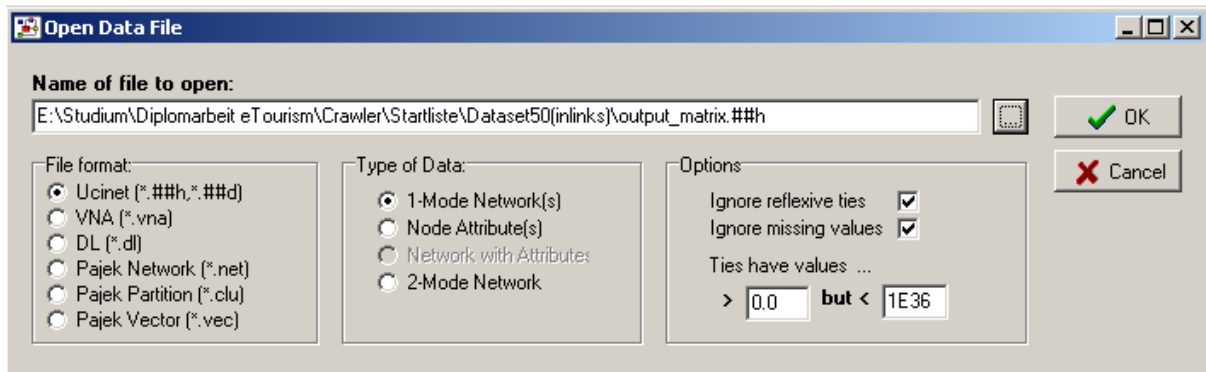 Open Data File
Name of file to open:
E:\Studium\Diplomarbeit eTourism\Crawler\Startliste\Dataset50(inlinks)\output_matrix.##h
...
OK
Cancel
File format:
Ucinet (*.##h,*.##d)
VNA (*.vna)
DL (*.dl)
Pajek Network (*.net)
Pajek Partition (*.clu)
Pajek Vector (*.vec)
Type of Data:
1-Mode Network(s)
Node Attribute(s)
Network with Attributes
2-Mode Network
Options
Ignore reflexive ties
Ignore missing values
Ties have values ...
> 0.0 but < 1E36